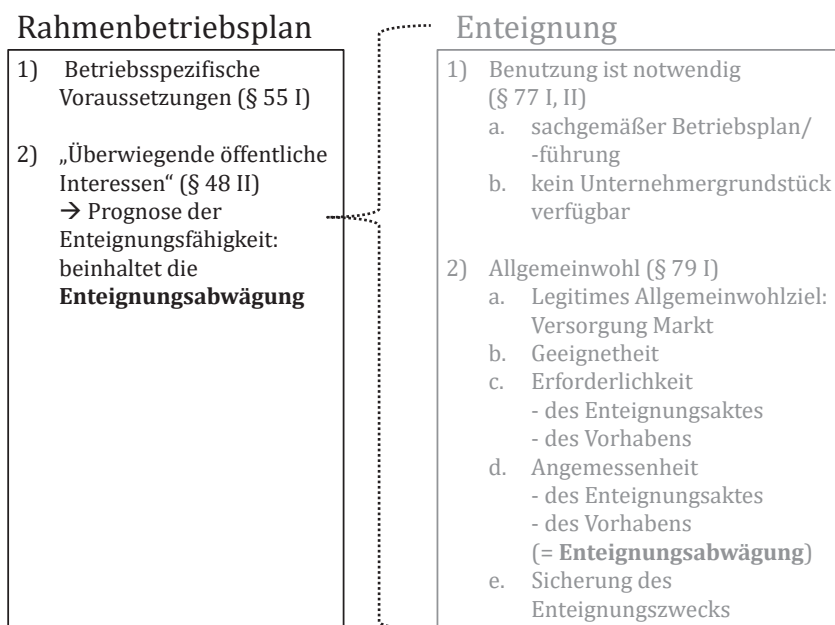 Rahmenbetriebsplan
1) Betriebsspezifische
Voraussetzungen (§ 55 I)
2) „Überwiegende öffentliche
Interessen“ (§ 48 II)
→ Prognose der
Enteignungsfähigkeit:
beinhaltet die
Enteignungsabwägung
Enteignung
1) Benutzung ist notwendig
(§ 77 I, II)
a. sachgemäßer Betriebsplan/
-führung
b. kein Unternehmergrundstück
verfügbar
2) Allgemeinwohl (§ 79 I)
a. Legitimes Allgemeinwohlziel:
Versorgung Markt
b. Geeignetheit
c. Erforderlichkeit
- des Enteignungsaktes
- des Vorhabens
d. Angemessenheit
- des Enteignungsaktes
- des Vorhabens
(= Enteignungsabwägung)
e. Sicherung des
Enteignungszwecks